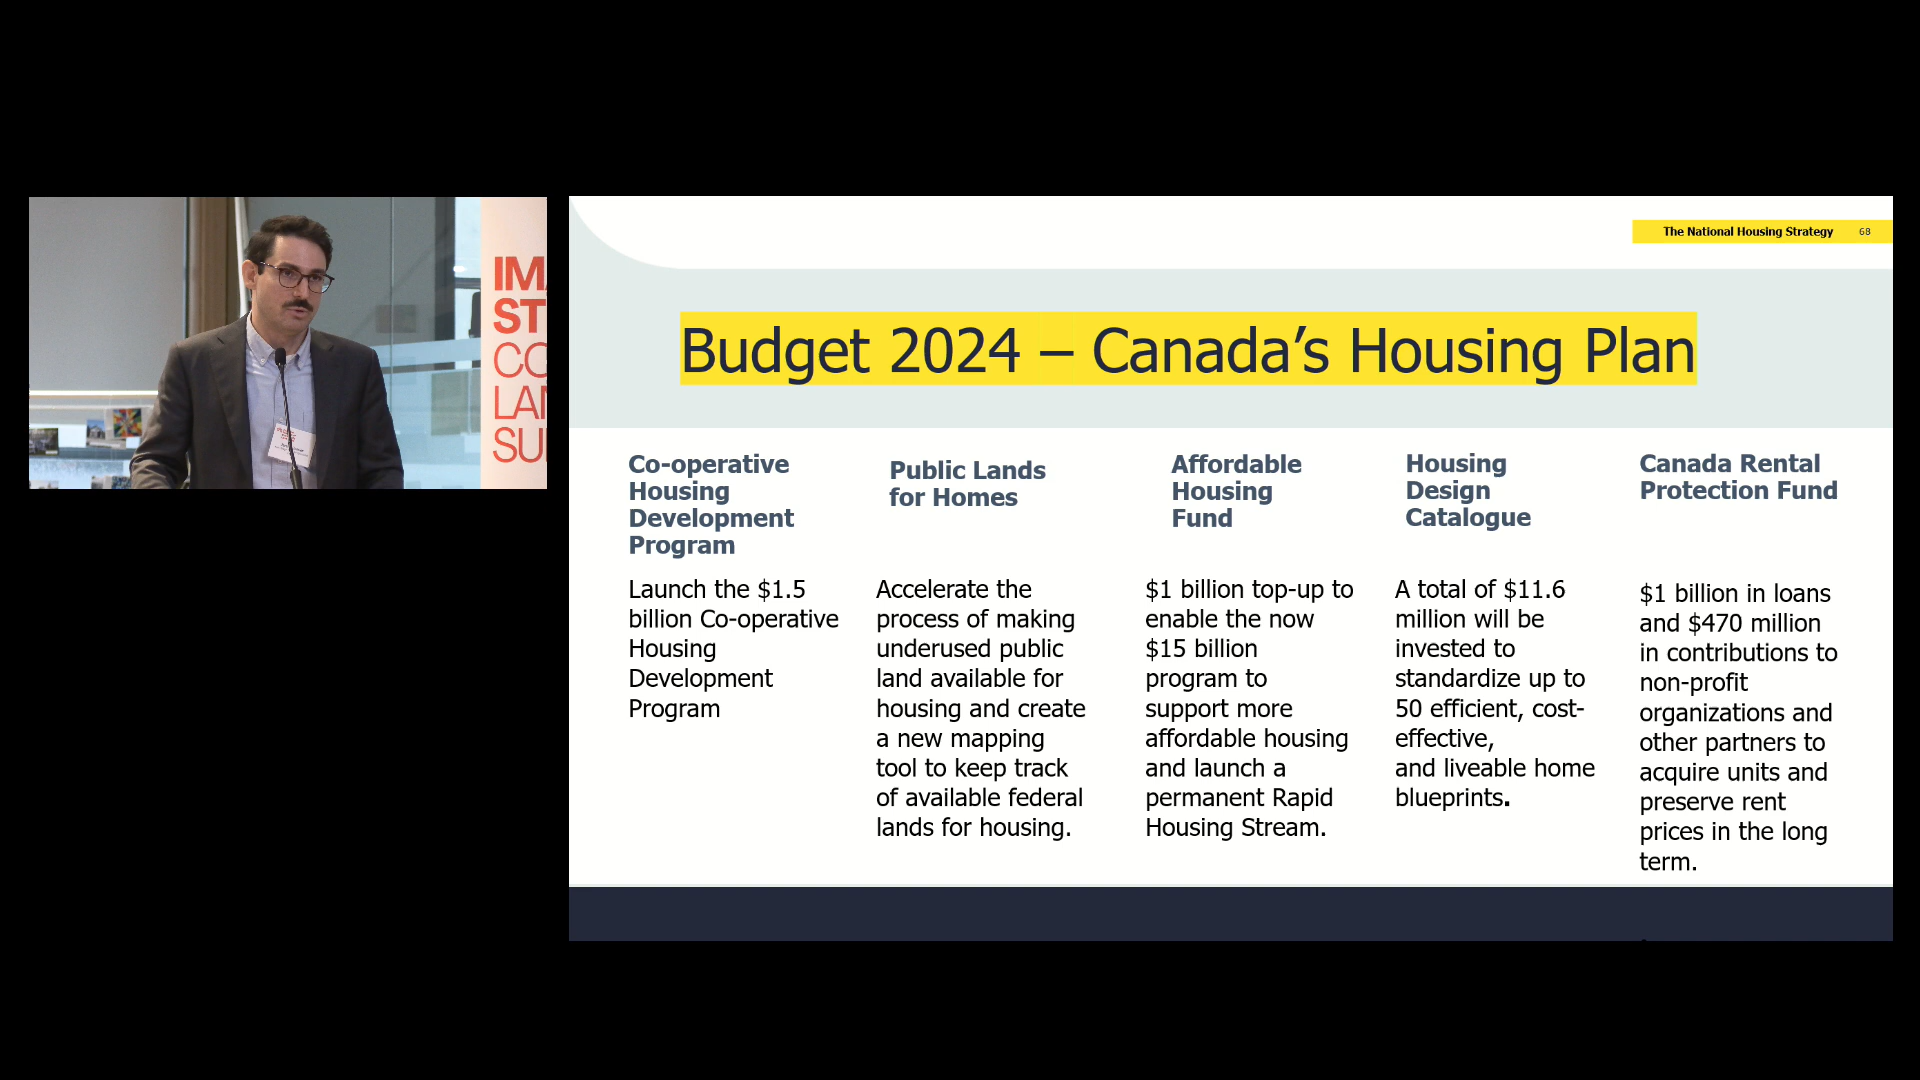 IM
ST
CO
LAN
SU
The National Housing Strategy 68
Budget 2024 – Canada’s Housing Plan
Co-operative
Housing
Development
Program
Launch the $1.5
billion Co-operative
Housing
Development
Program
Public Lands
for Homes
Accelerate the
process of making
underused public
land available for
housing and create
a new mapping
tool to keep track
of available federal
lands for housing.
Affordable
Housing
Fund
$1 billion top-up to
enable the now
$15 billion
program to
support more
affordable housing
and launch a
permanent Rapid
Housing Stream.
Housing
Design
Catalogue
A total of $11.6
million will be
invested to
standardize up to
50 efficient, cost-
effective,
and liveable home
blueprints.
Canada Rental
Protection Fund
$1 billion in loans
and $470 million
in contributions to
non-profit
organizations and
other partners to
acquire units and
preserve rent
prices in the long
term.